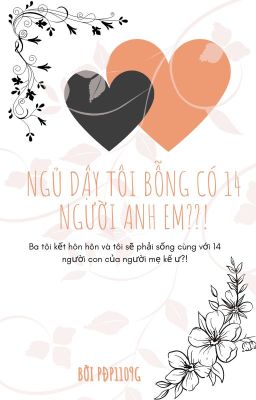 NGỦ DẬY TÔI BỖNG CÓ 14
NGƯỜI ANH EM??!
Ba tôi kết hôn hôn và tôi sẽ phải sống cùng với 14
người con của người mẹ kế ư?!
BỞI PĐP1109G